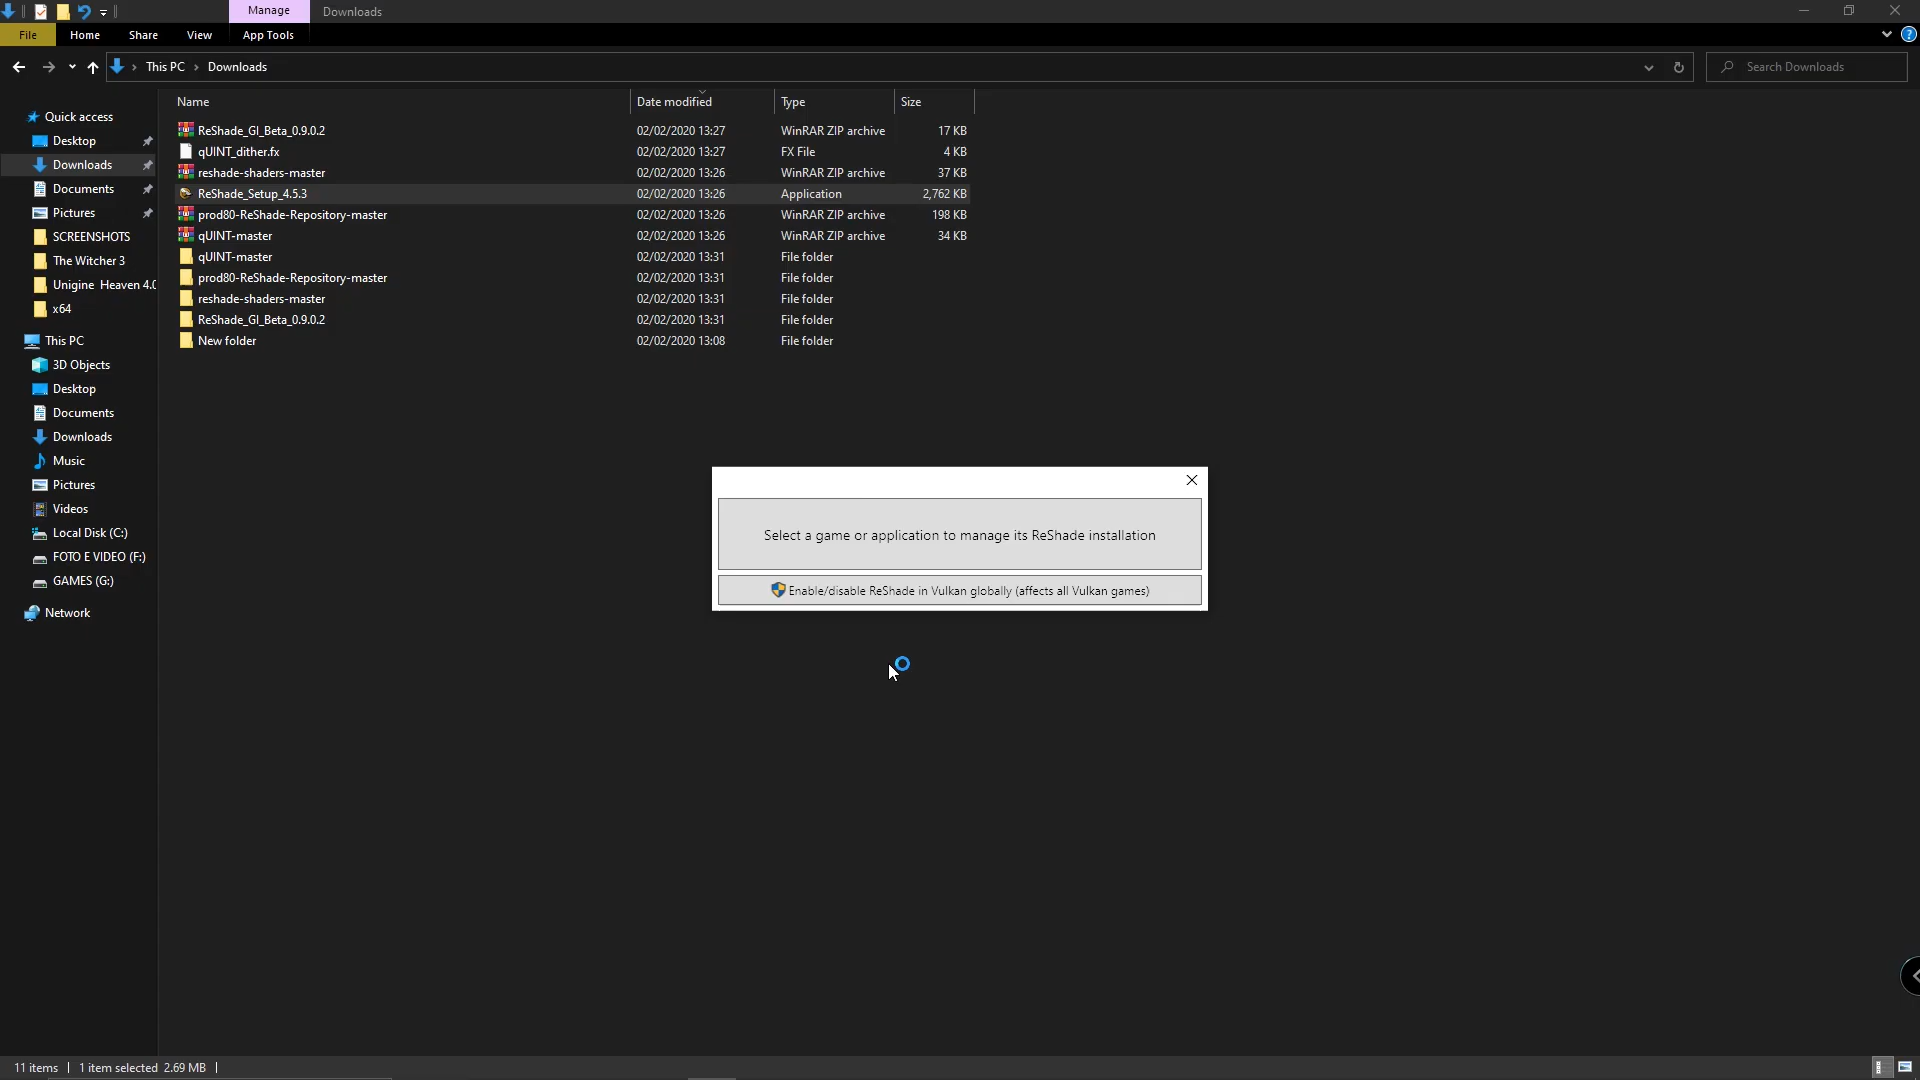 Manage Downloads
File Home Share View App Tools
This PC Downloads
Search Downloads
Name Date modified Type Size
ReShade_GI_Beta_0.9.0.2 02/02/2020 13:27 WinRAR ZIP archive 17 KB
qUINT_dither.fx 02/02/2020 13:27 FX File 4 KB
reshade-shaders-master 02/02/2020 13:26 WinRAR ZIP archive 37 KB
ReShade_Setup_4.5.3 02/02/2020 13:26 Application 2,762 KB
prod80-ReShade-Repository-master 02/02/2020 13:26 WinRAR ZIP archive 198 KB
qUINT-master 02/02/2020 13:26 WinRAR ZIP archive 34 KB
qUINT-master 02/02/2020 13:31 File folder
prod80-ReShade-Repository-master 02/02/2020 13:31 File folder
reshade-shaders-master 02/02/2020 13:31 File folder
ReShade_GI_Beta_0.9.0.2 02/02/2020 13:31 File folder
New folder 02/02/2020 13:08 File folder
Quick access
Desktop
Downloads
Documents
Pictures
SCREENSHOTS
The Witcher 3
Unigine Heaven 4.0
x64
This PC
3D Objects
Desktop
Documents
Downloads
Music
Pictures
Videos
Local Disk (C:)
FOTO E VIDEO (F:)
GAMES (G:)
Network
Select a game or application to manage its ReShade installation
Enable/disable ReShade in Vulkan globally (affects all Vulkan games)
11 items 1 item selected 2.69 MB